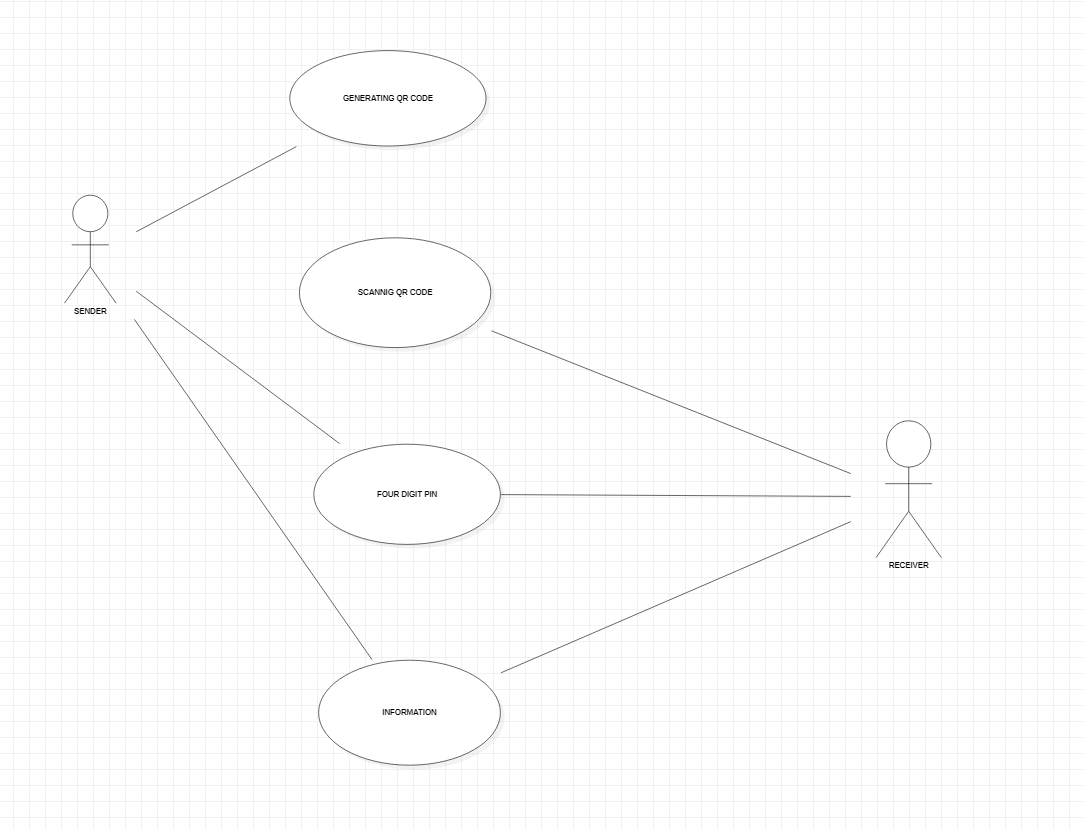 GENERATING QR CODE
SCANNIG QR CODE
SENDER
FOUR DIGIT PIN
RECEIVER
INFORMATION